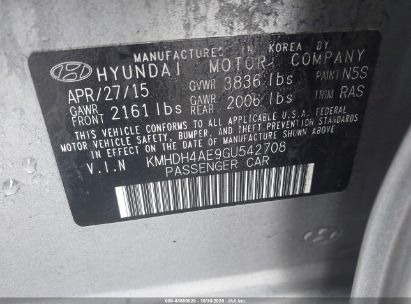 MANUFACTURED IN KOREA BY
HYUNDAI MOTOR COMPANY
APR/27/15 GVWR 3836 lbs PAINT N5S
GAWR FRONT 2161 lbs GAWR REAR 2006 lbs TRIM RAS
THIS VEHICLE CONFORMS TO ALL APPLICABLE U.S.A. FEDERAL
MOTOR VEHICLE SAFETY, BUMPER, AND THEFT PREVENTION STANDARDS
IN EFFECT ON THE DATE OF MANUFACTURE SHOWN ABOVE.
V.I.N KMHDH4AE9GU542708
PASSENGER CAR